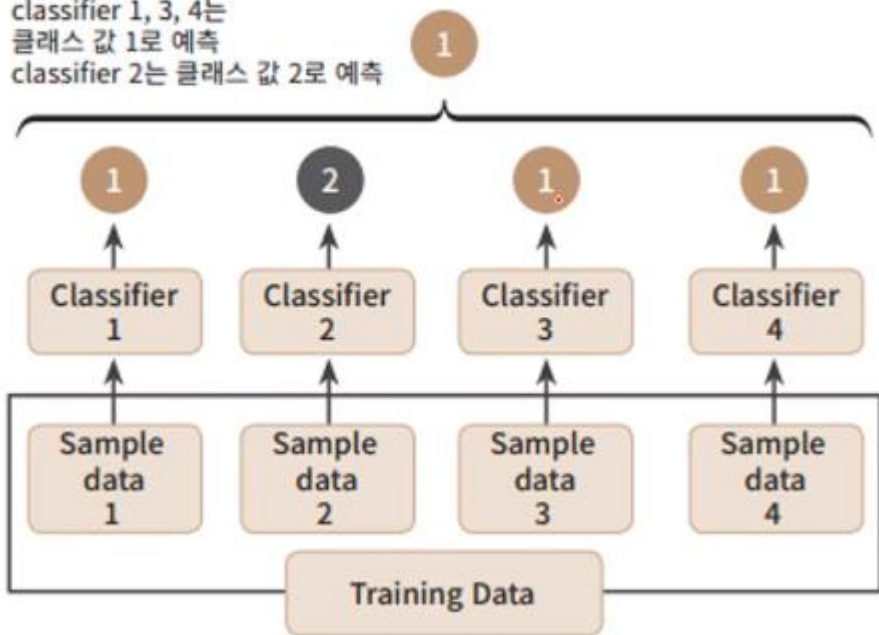 classifier 1, 3, 4는
클래스 값 1로 예측
classifier 2는 클래스 값 2로 예측
1
1
2
1
1
Classifier
1
Classifier
2
Classifier
3
Classifier
4
Sample
data
1
Sample
data
2
Sample
data
3
Sample
data
4
Training Data